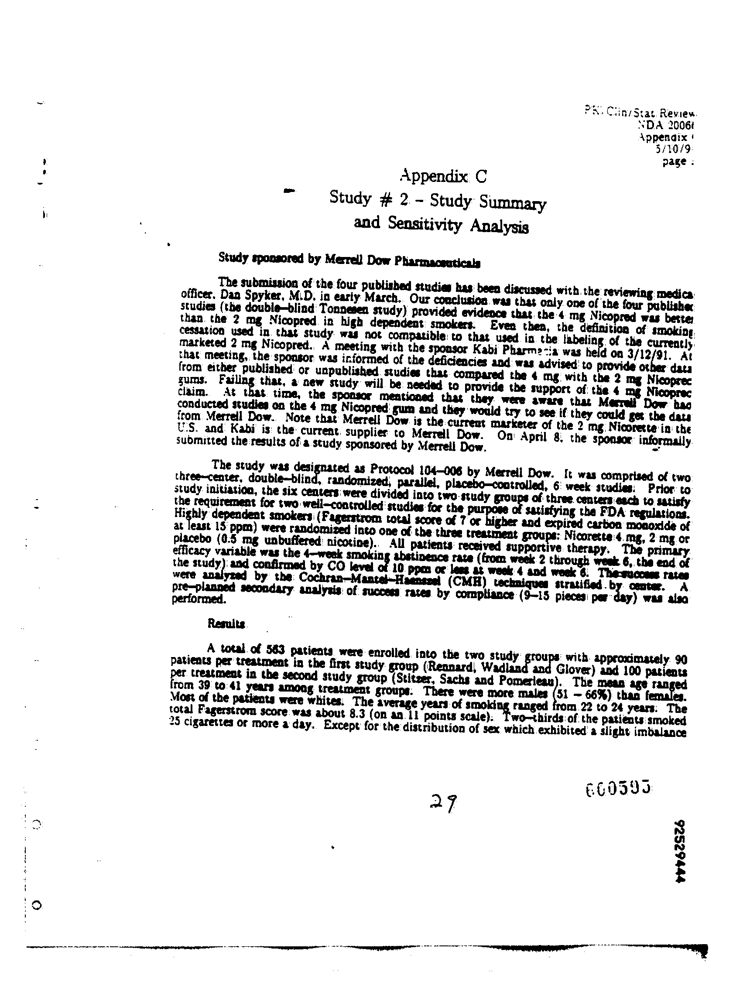 Clin/Stat Review
NDA 2006
Appendix
5/10/9
page
Appendix C
Study # 2 - Study Summary
and Sensitivity Analysis
Study sponsored by Merrell Dow Pharmaceuticals
The submission of the four published studies has been discussed with the reviewing medica
officer, Dan Spyker, M.D. in early March. Our conclusion was that only one of the four publishe
studies (the double-blind Tonnesen study) provided evidence that the 4 mg Nicopred was better
than the 2 mg Nicopred in high dependent smokers. Even then, the definition of smoking
cessation used in that study was not compatible to that used in the labeling of the currently
marketed 2 mg Nicopred. A meeting with the sponsor Kabi Pharmacia was held on 3/12/91. At
that meeting, the sponsor was informed of the deficiencies and was advised to provide other data
from either published or unpublished studies that compared the 4 mg with the 2 mg Nicoprec
gums. Failing that, a new study will be needed to provide the support of the 4 mg Nicoprec
claim. At that time, the sponsor mentioned that they were aware that Merrell Dow had
conducted studies on the 4 mg Nicopred gum and they would try to see if they could get the data
from Merrell Dow. Note that Merrell Dow is the current marketer of the 2 mg Nicorette in the
U.S. and Kabi is the current supplier to Merrell Dow. On April 8, the sponsor informally
submitted the results of a study sponsored by Merrell Dow.
The study was designated as Protocol 104-006 by Merrell Dow. It was comprised of two
three-center, double-blind, randomized, parallel, placebo-controlled, 6 week studies. Prior to
study initiation, the six centers were divided into two study groups of three centers each to satisfy
the requirement for two well-controlled studies for the purpose of satisfying the FDA regulations.
Highly dependent smokers (Fagerstrom total score of 7 or higher and expired carbon monoxide of
at least 15 ppm) were randomized into one of the three treatment groups: Nicorette 4 mg, 2 mg or
placebo (0.5 mg unbuffered nicotine). All patients received supportive therapy. The primary
efficacy variable was the 4-week smoking abstinence rate (from week 2 through week 6, the end of
the study) and confirmed by CO level of 10 ppm or less at week 4 and week 6. The success rates
were analyzed by the Cochran-Mantel-Haenssel (CMH) techniques stratified by center. A
pre-planned secondary analysis of success rates by compliance (9-15 pieces per day) was also
performed.
Results
A total of 563 patients were enrolled into the two study groups with approximately 90
patients per treatment in the first study group (Rennard, Wadland and Glover) and 100 patients
per treatment in the second study group (Stitzer, Sachs and Pomerleau). The mean age ranged
from 39 to 41 years among treatment groups. There were more males (51 - 66%) than females.
Most of the patients were whites. The average years of smoking ranged from 22 to 24 years. The
total Fagerstrom score was about 8.3 (on an 11 points scale). Two-thirds of the patients smoked
25 cigarettes or more a day. Except for the distribution of sex which exhibited a slight imbalance
29
92529444